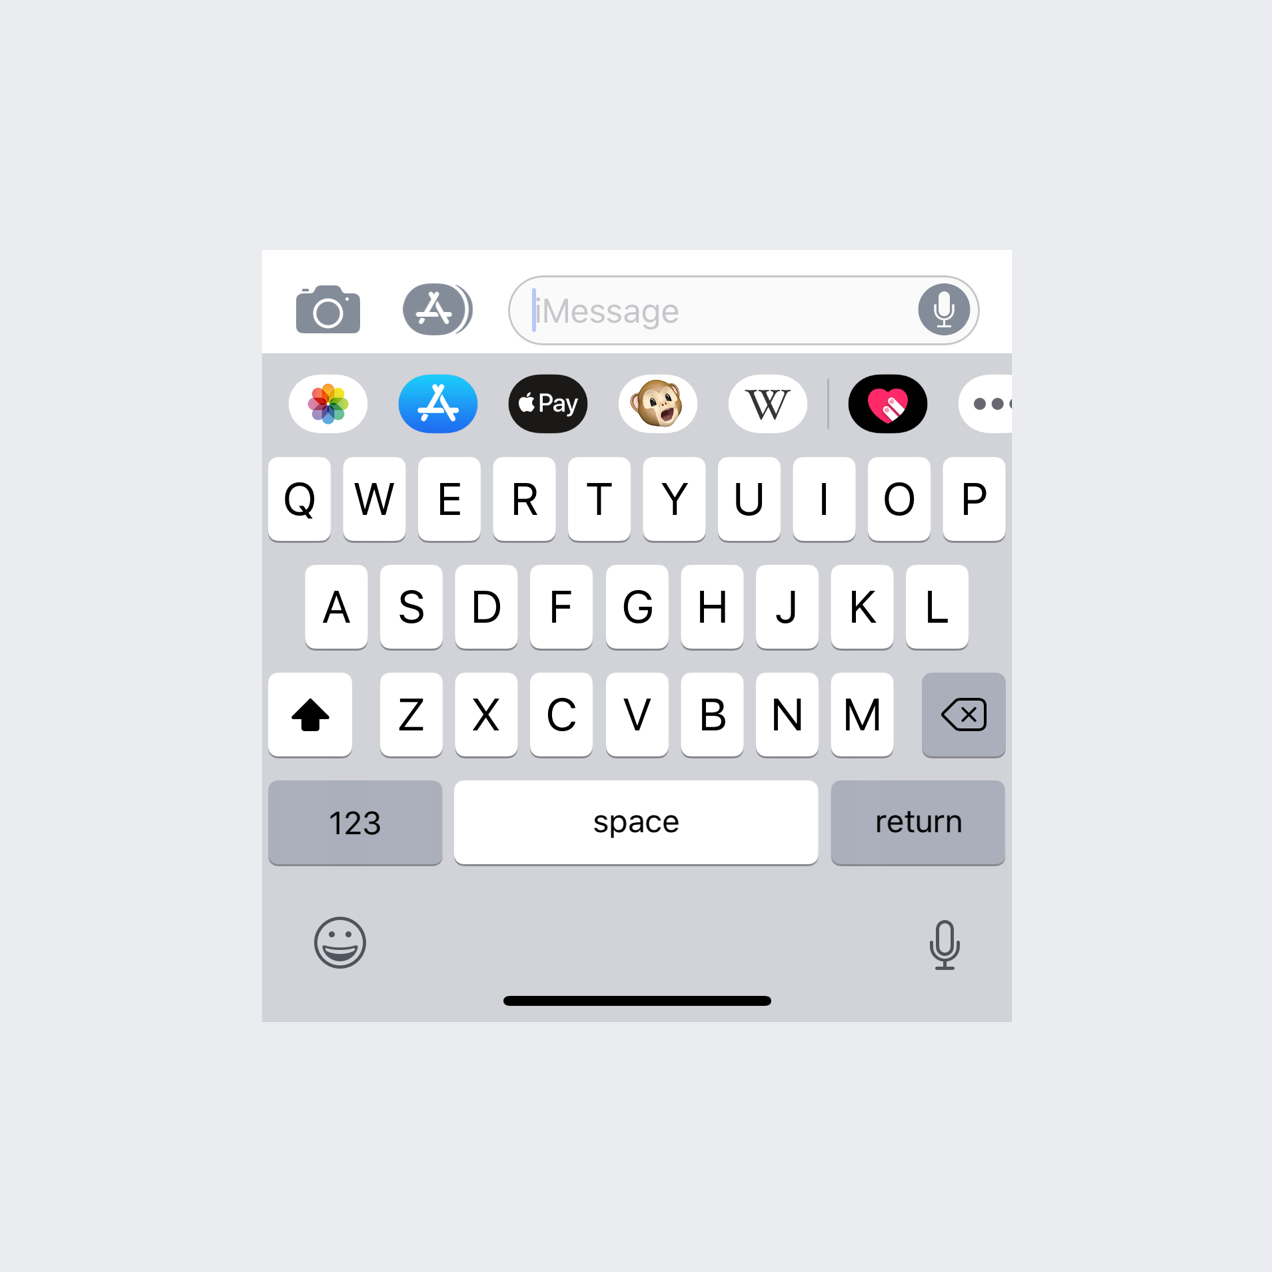 iMessage
Pay
W
Q W E R T Y U I O P
A S D F G H J K L
Z X C V B N M
123 space return